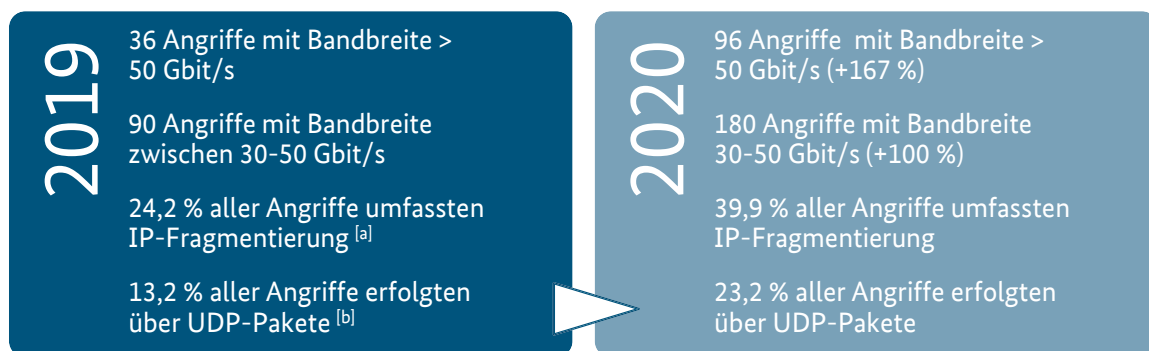 2019
36 Angriffe mit Bandbreite >
50 Gbit/s
90 Angriffe mit Bandbreite
zwischen 30-50 Gbit/s
24,2 % aller Angriffe umfassten
IP-Fragmentierung [a]
13,2 % aller Angriffe erfolgten
über UDP-Pakete [b]
2020
96 Angriffe mit Bandbreite >
50 Gbit/s (+167 %)
180 Angriffe mit Bandbreite
30-50 Gbit/s (+100 %)
39,9 % aller Angriffe umfassten
IP-Fragmentierung
23,2 % aller Angriffe erfolgten
über UDP-Pakete